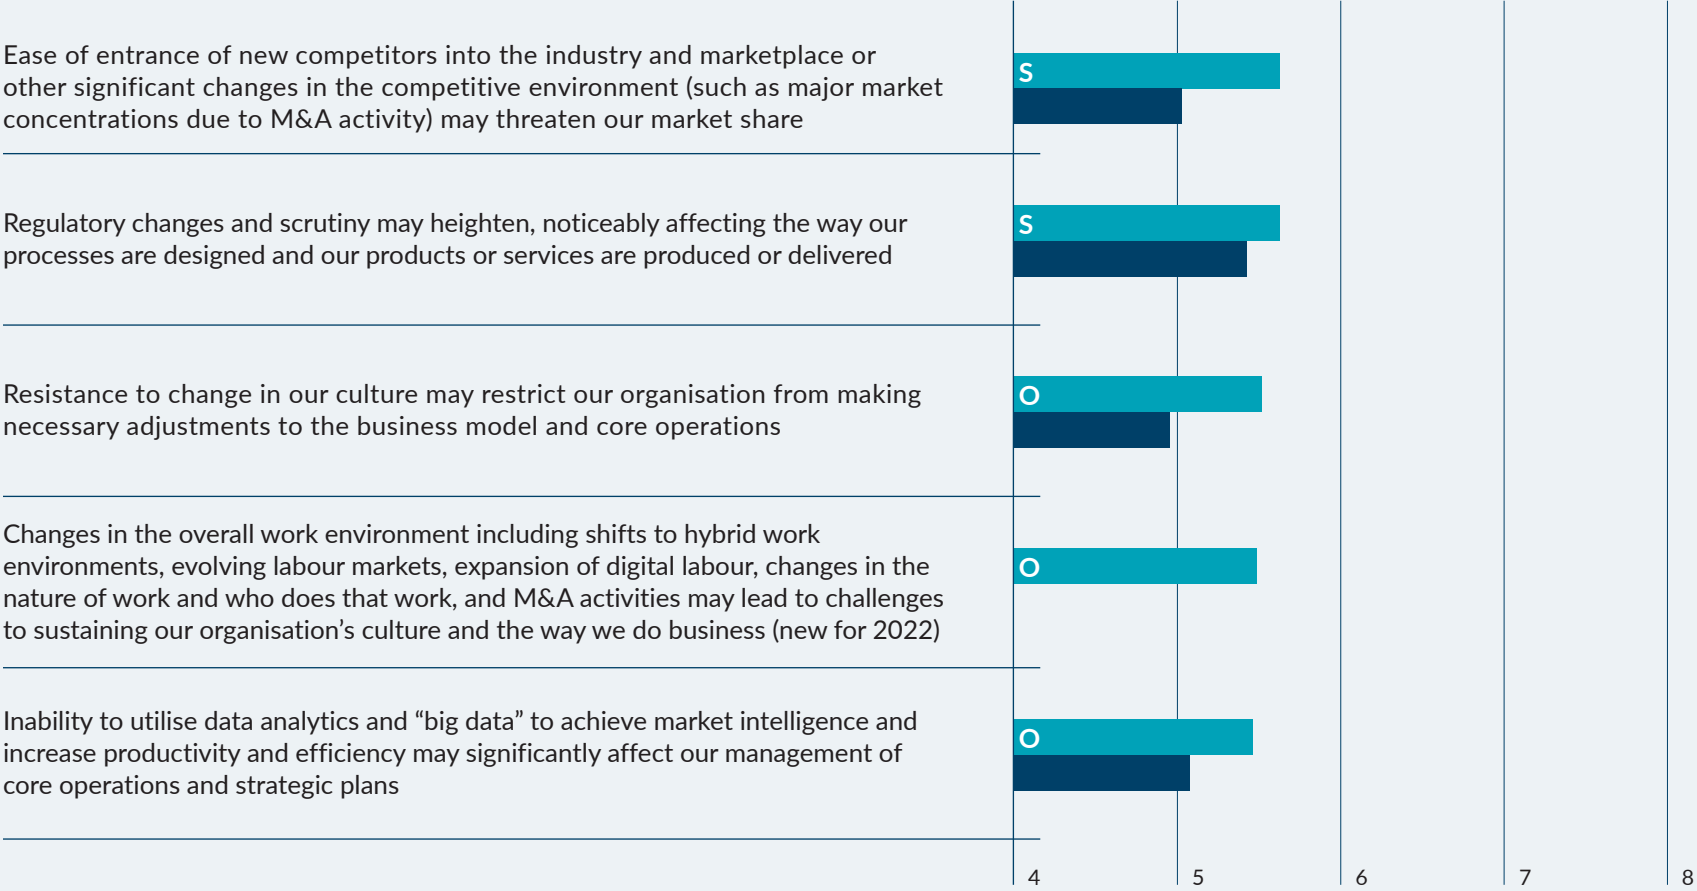 Ease of entrance of new competitors into the industry and marketplace or
other significant changes in the competitive environment (such as major market
concentrations due to M&A activity) may threaten our market share
S
Regulatory changes and scrutiny may heighten, noticeably affecting the way our
processes are designed and our products or services are produced or delivered
S
Resistance to change in our culture may restrict our organisation from making
necessary adjustments to the business model and core operations
O
Changes in the overall work environment including shifts to hybrid work
environments, evolving labour markets, expansion of digital labour, changes in the
nature of work and who does that work, and M&A activities may lead to challenges
to sustaining our organisation’s culture and the way we do business (new for 2022)
O
Inability to utilise data analytics and “big data” to achieve market intelligence and
increase productivity and efficiency may significantly affect our management of
core operations and strategic plans
O
4 5 6 7 8